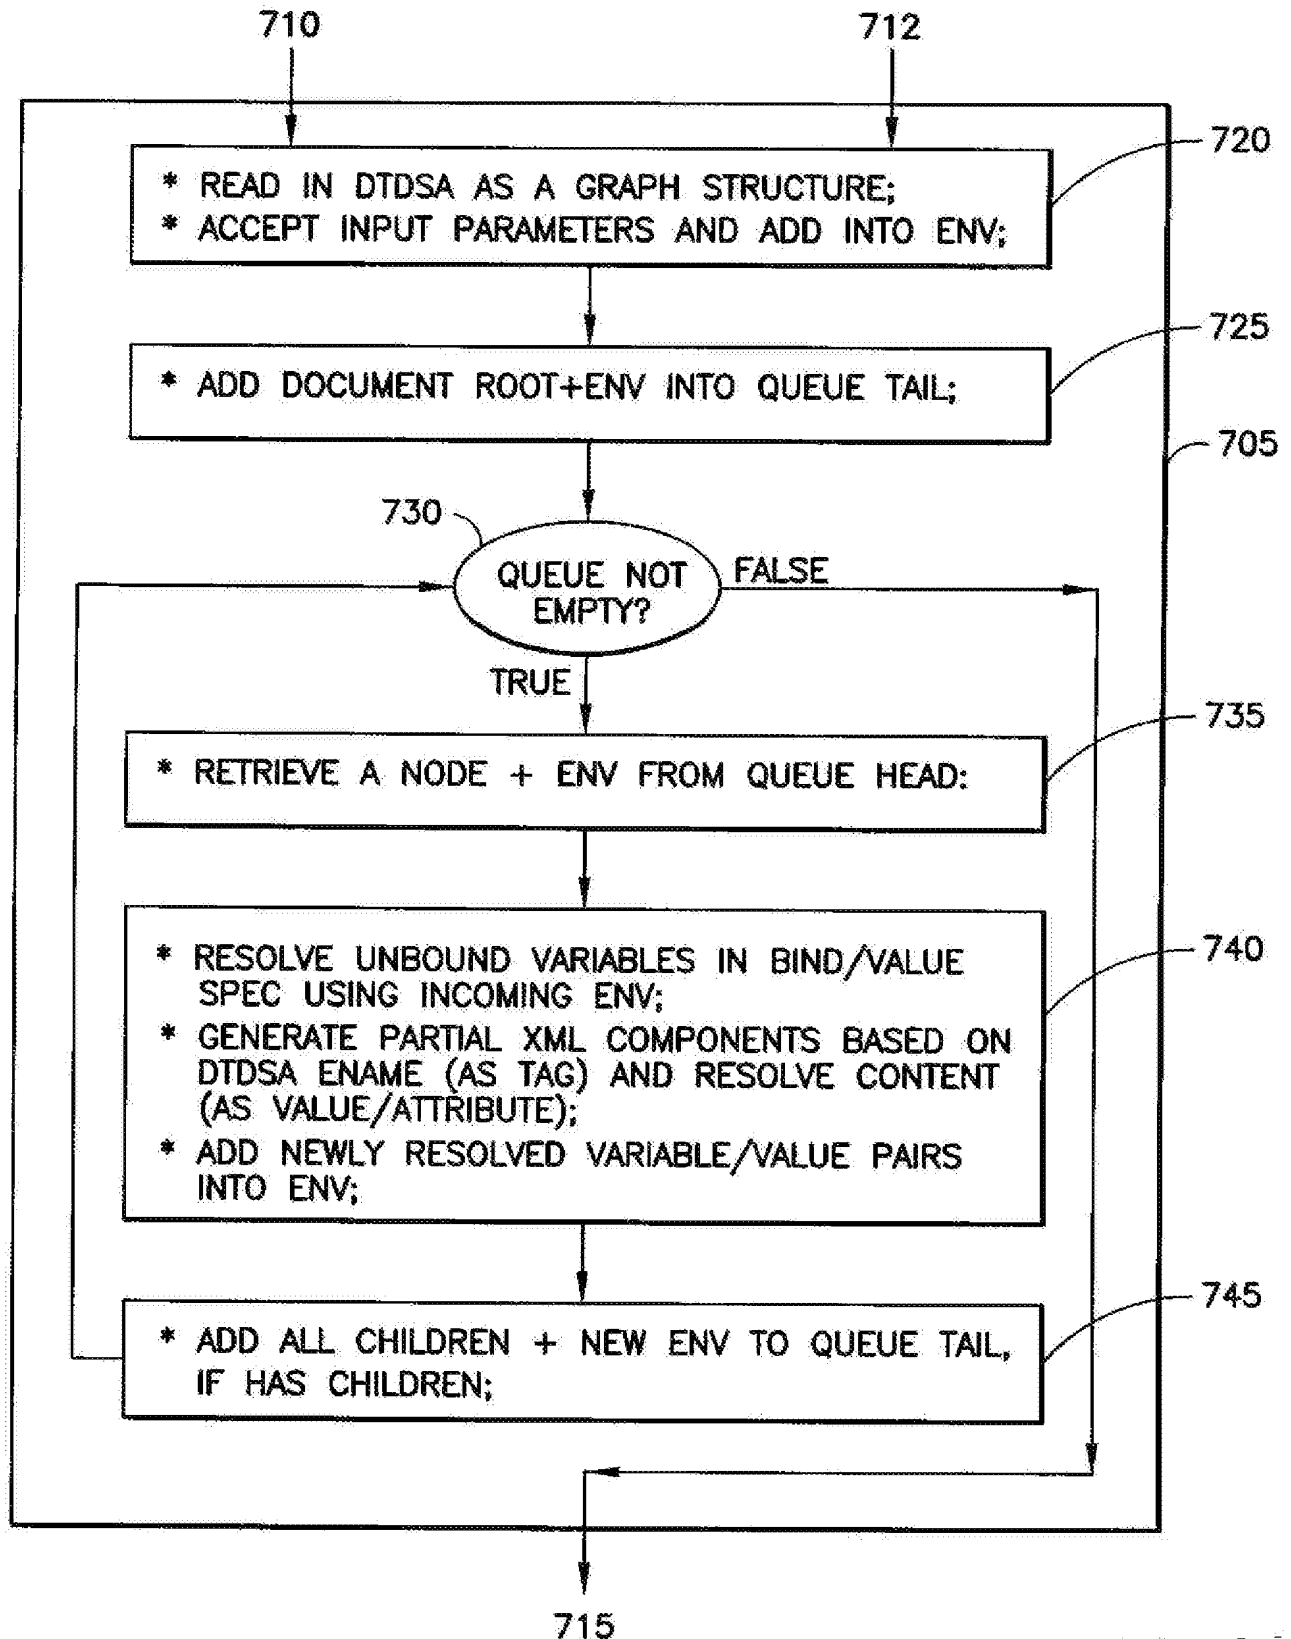 710 712
720
* READ IN DTDSA AS A GRAPH STRUCTURE;
* ACCEPT INPUT PARAMETERS AND ADD INTO ENV;
725
* ADD DOCUMENT ROOT+ENV INTO QUEUE TAIL;
705
730
QUEUE NOT
EMPTY?
FALSE
TRUE
735
* RETRIEVE A NODE + ENV FROM QUEUE HEAD:
740
* RESOLVE UNBOUND VARIABLES IN BIND/VALUE
SPEC USING INCOMING ENV;
* GENERATE PARTIAL XML COMPONENTS BASED ON
DTDSA ENAME (AS TAG) AND RESOLVE CONTENT
(AS VALUE/ATTRIBUTE);
* ADD NEWLY RESOLVED VARIABLE/VALUE PAIRS
INTO ENV;
745
* ADD ALL CHILDREN + NEW ENV TO QUEUE TAIL,
IF HAS CHILDREN;
715